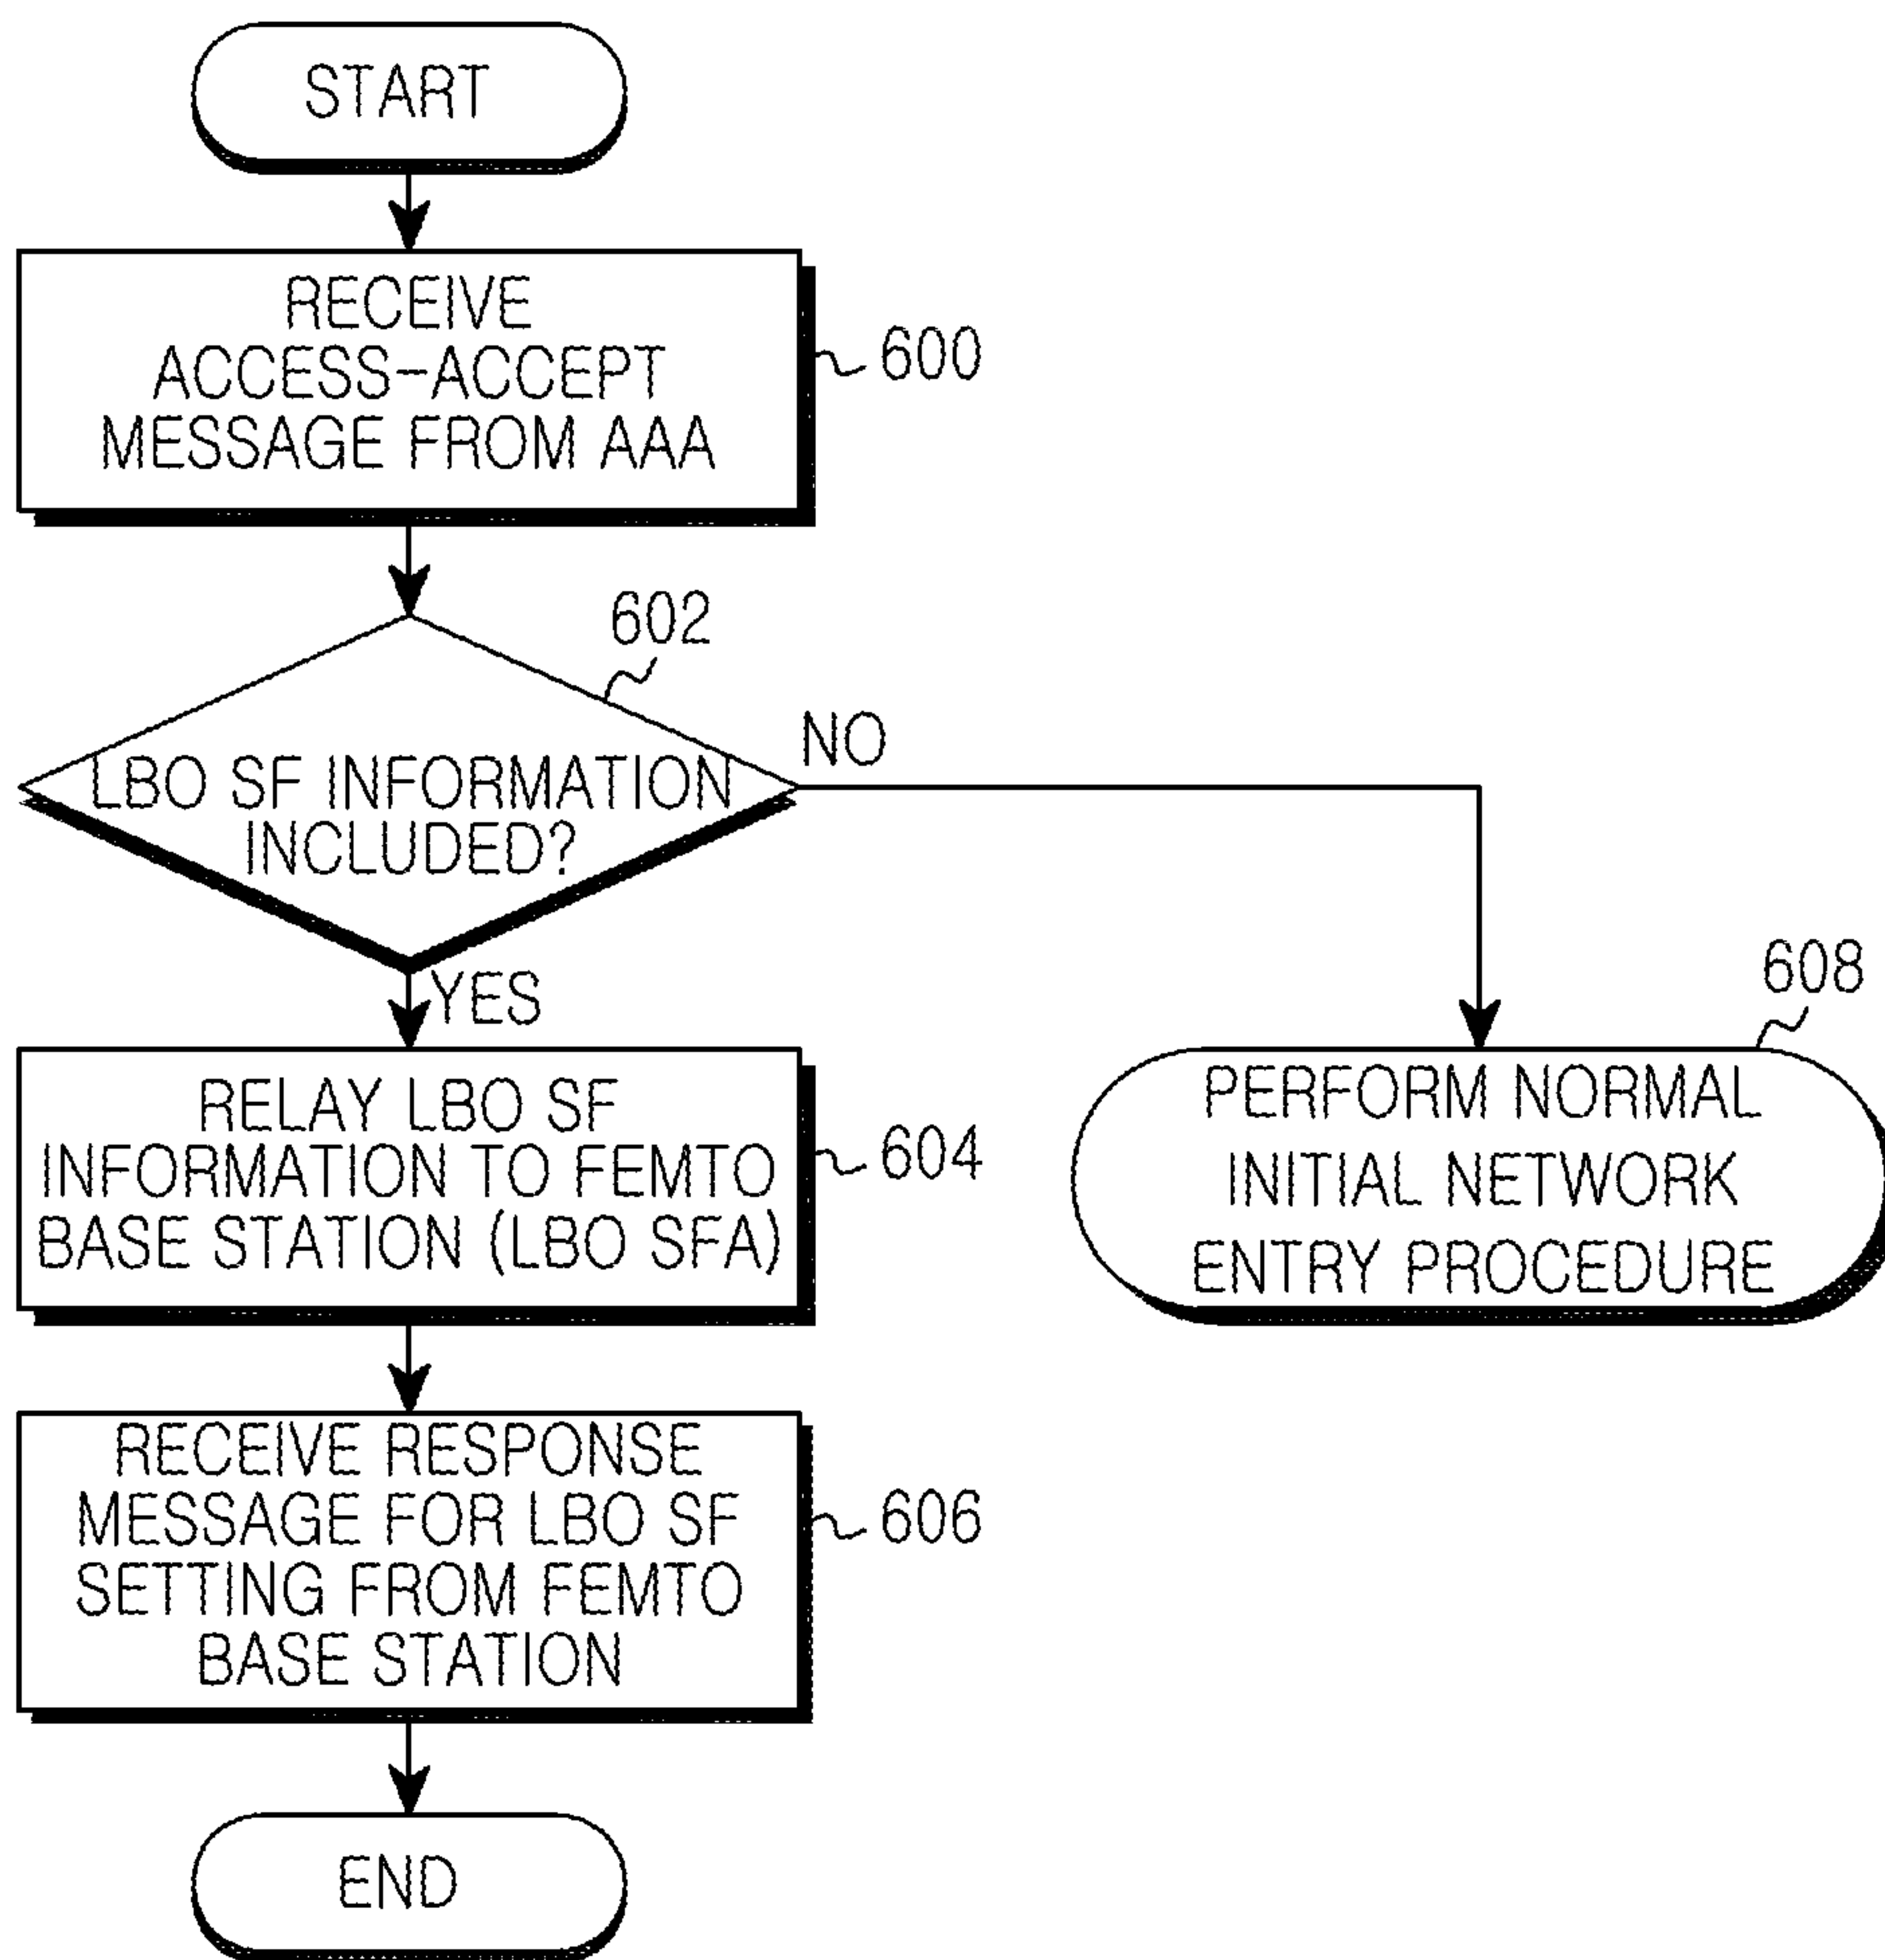 START
RECEIVE
ACCESS-ACCEPT
MESSAGE FROM AAA
600
602
LBO SF INFORMATION
INCLUDED?
NO
YES
RELAY LBO SF
INFORMATION TO FEMTO
BASE STATION (LBO SFA)
604
608
PERFORM NORMAL
INITIAL NETWORK
ENTRY PROCEDURE
RECEIVE RESPONSE
MESSAGE FOR LBO SF
SETTING FROM FEMTO
BASE STATION
606
END